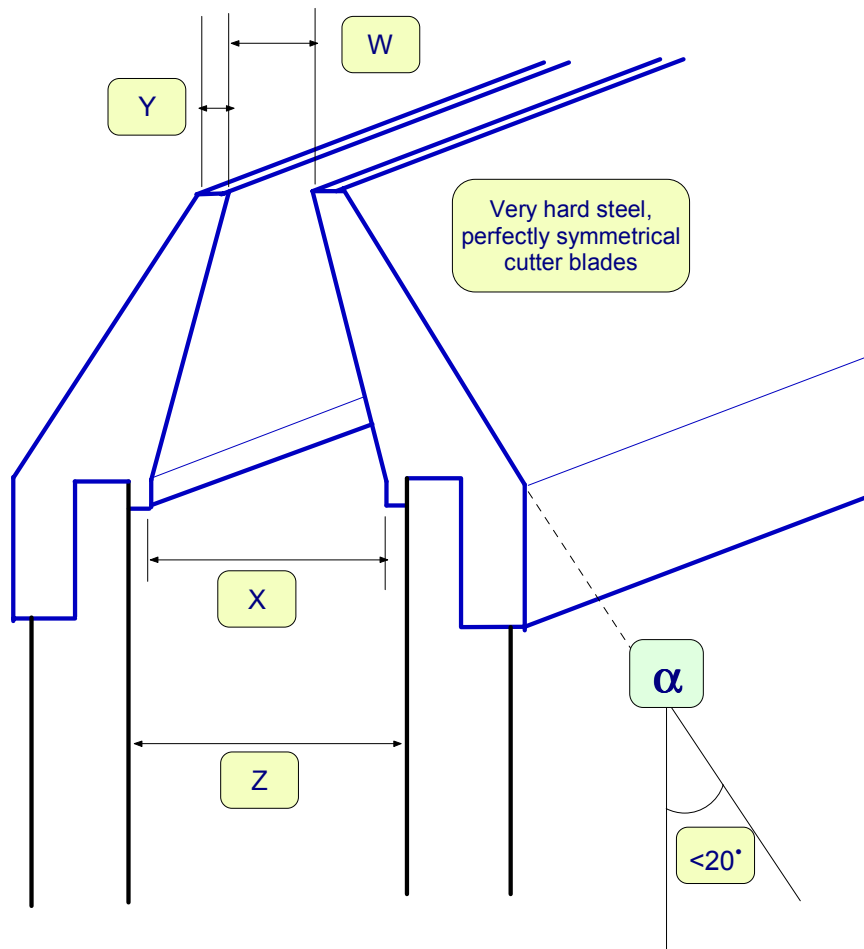 W
Y
Very hard steel,
perfectly symmetrical
cutter blades
X
α
Z
<20˚